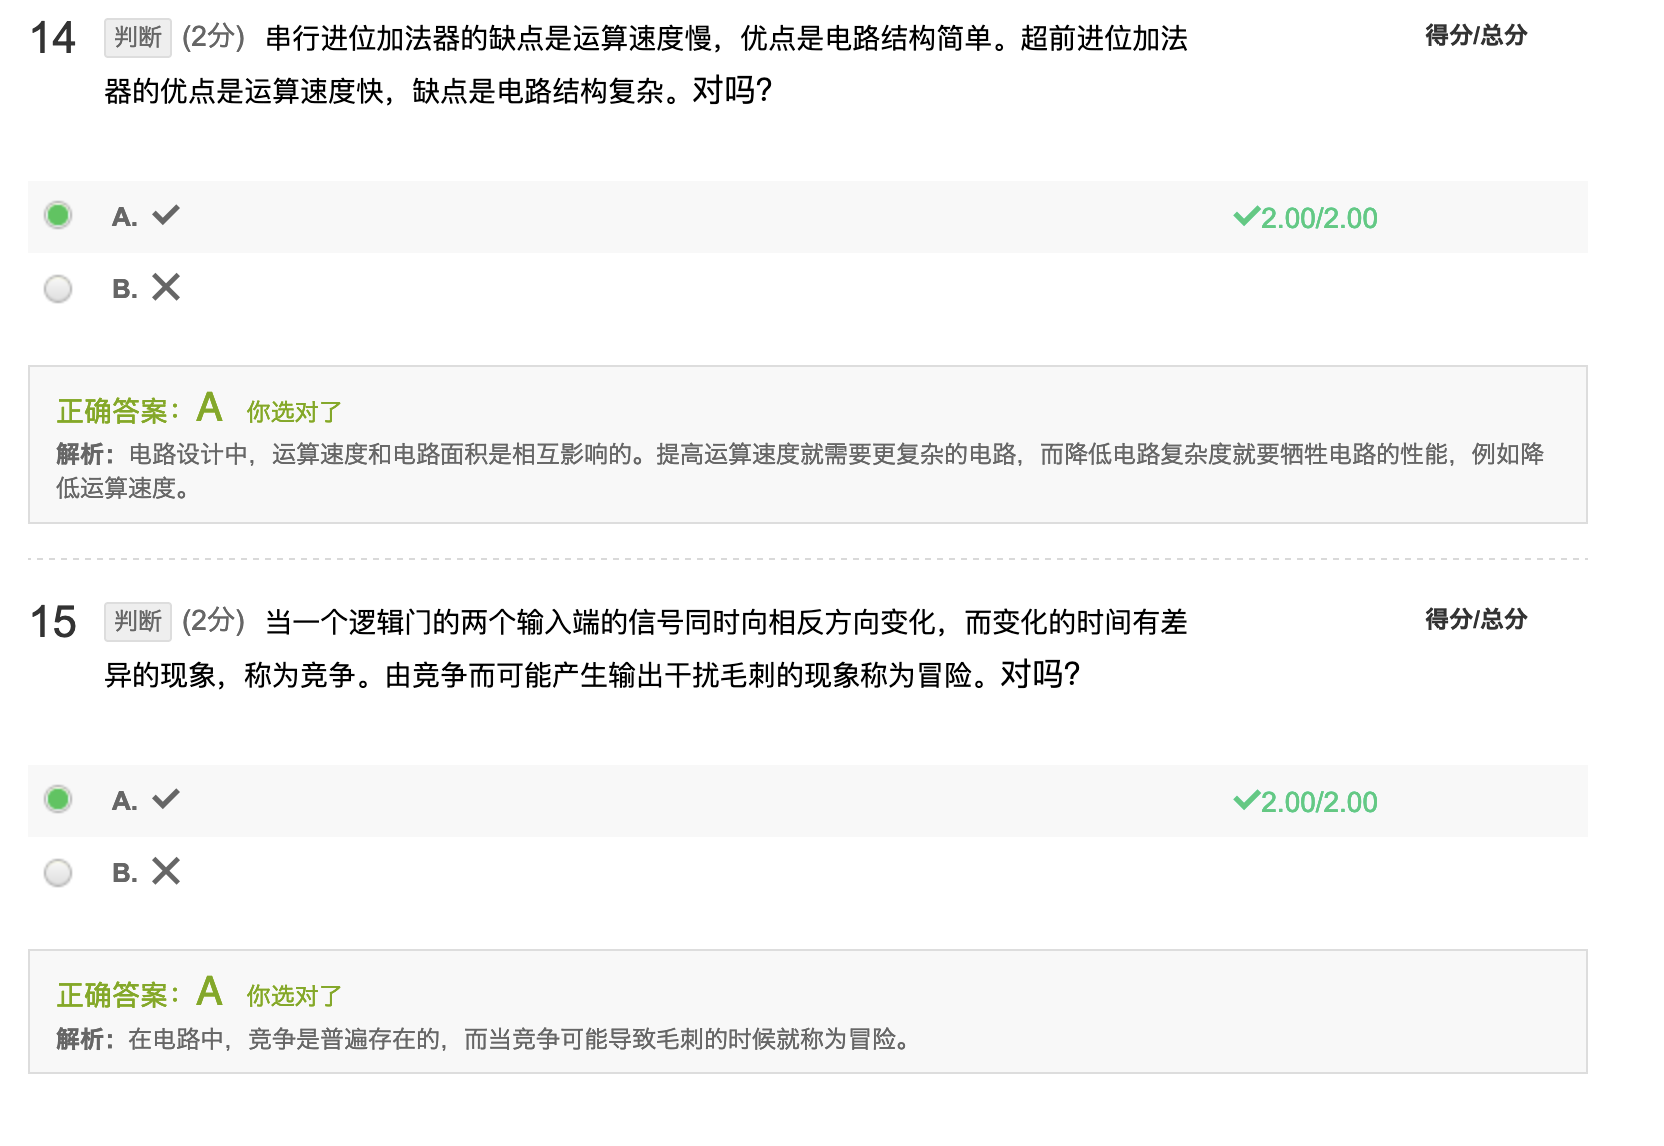 14 判断 (2分) 串行进位加法器的缺点是运算速度慢，优点是电路结构简单。超前进位加法 得分/总分
器的优点是运算速度快，缺点是电路结构复杂。对吗?
A. ✔ ✔2.00/2.00
B. ✕
正确答案：A 你选对了
解析：电路设计中，运算速度和电路面积是相互影响的。提高运算速度就需要更复杂的电路，而降低电路复杂度就要牺牲电路的性能，例如降
低运算速度。
15 判断 (2分) 当一个逻辑门的两个输入端的信号同时向相反方向变化，而变化的时间有差 得分/总分
异的现象，称为竞争。由竞争而可能产生输出干扰毛刺的现象称为冒险。对吗?
A. ✔ ✔2.00/2.00
B. ✕
正确答案：A 你选对了
解析：在电路中，竞争是普遍存在的，而当竞争可能导致毛刺的时候就称为冒险。